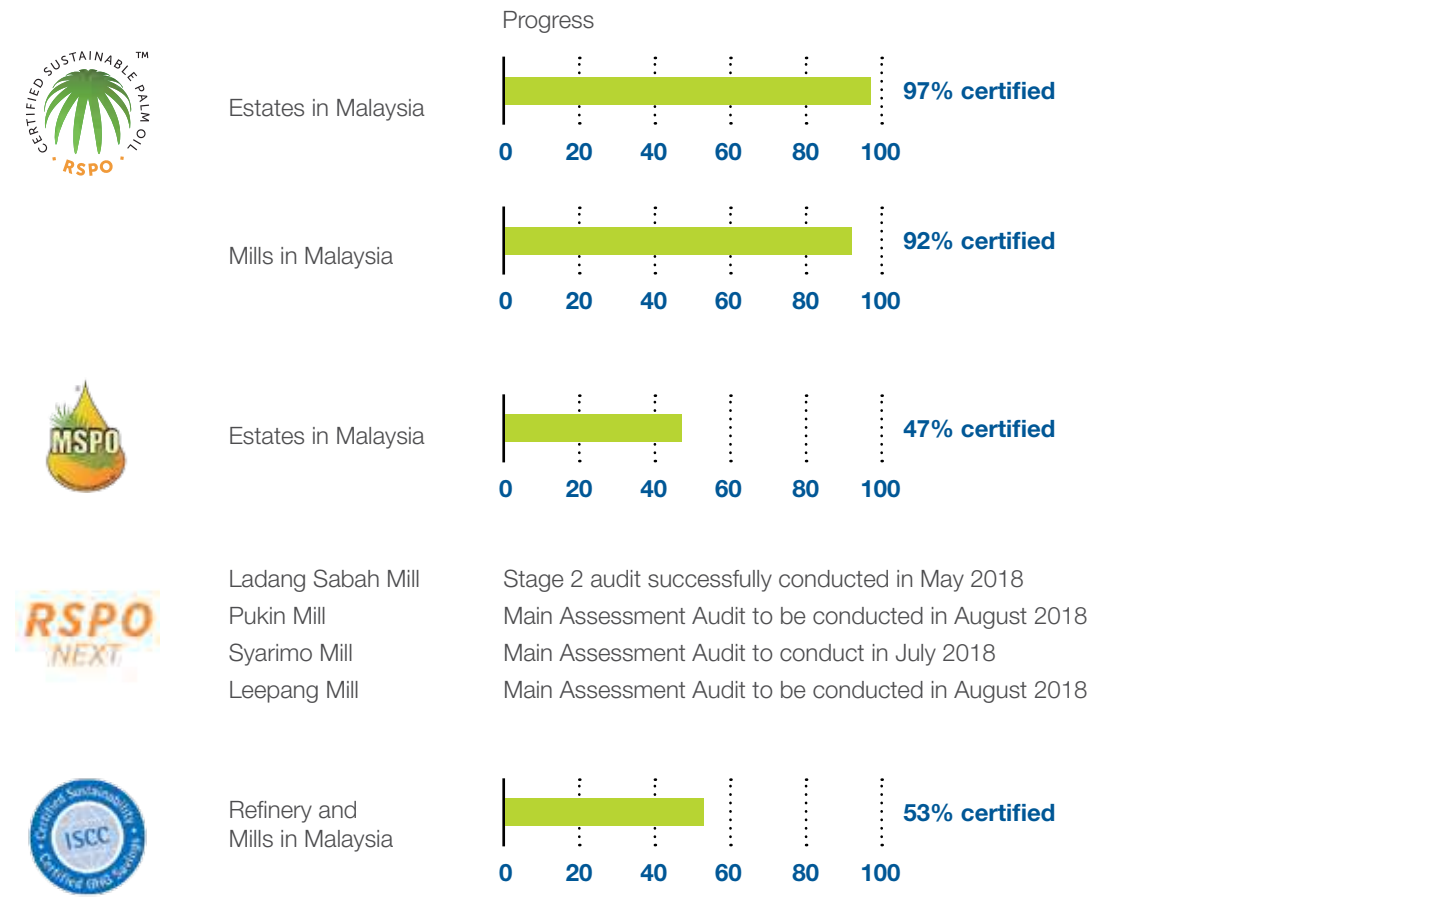 Progress
CERTIFIED SUSTAINABLE PALM OIL ™
RSPO
Estates in Malaysia
97% certified
0 20 40 60 80 100
Mills in Malaysia
92% certified
0 20 40 60 80 100
MSPO
Estates in Malaysia
47% certified
0 20 40 60 80 100
RSPO
NEXT
Ladang Sabah Mill Stage 2 audit successfully conducted in May 2018
Pukin Mill Main Assessment Audit to be conducted in August 2018
Syarimo Mill Main Assessment Audit to conduct in July 2018
Leepang Mill Main Assessment Audit to be conducted in August 2018
Certified Sustainability
ISCC
Certified GHG Savings
Refinery and
Mills in Malaysia
53% certified
0 20 40 60 80 100